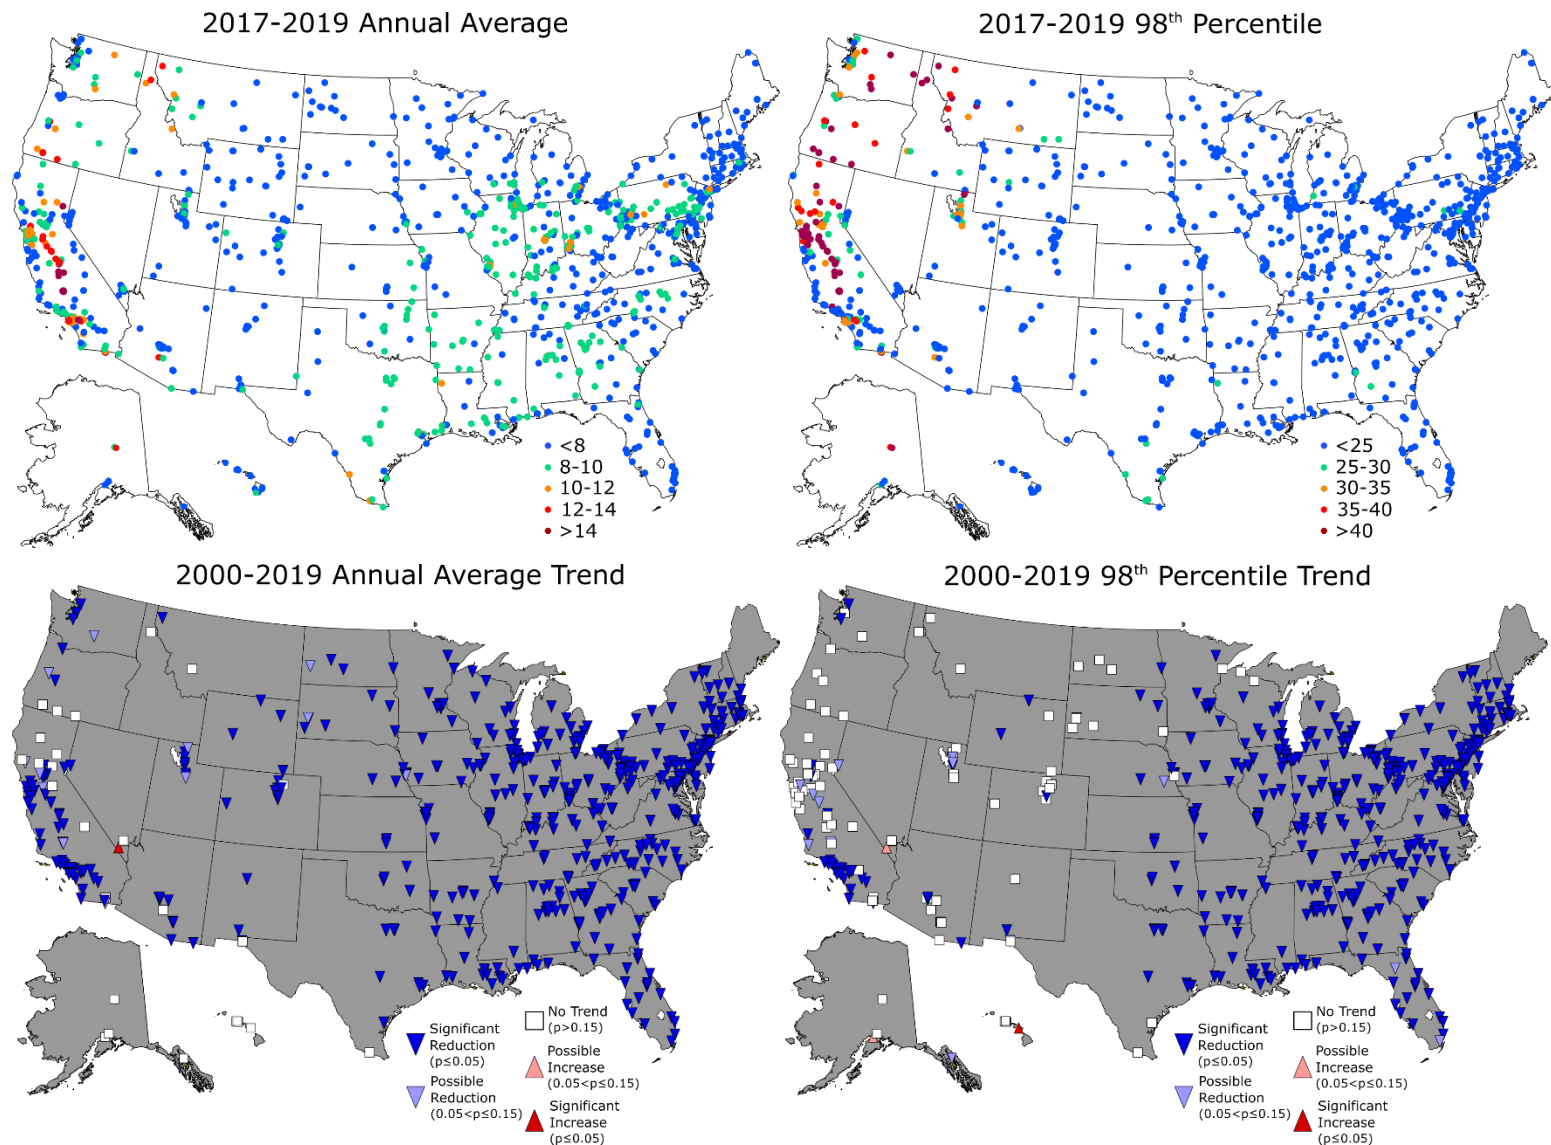 2017-2019 Annual Average
<8
8-10
10-12
12-14
>14
2017-2019 98th Percentile
<25
25-30
30-35
35-40
>40
2000-2019 Annual Average Trend
Significant
Reduction
(p≤0.05)
Possible
Reduction
(0.05<p≤0.15)
No Trend
(p>0.15)
Possible
Increase
(0.05<p≤0.15)
Significant
Increase
(p≤0.05)
2000-2019 98th Percentile Trend
Significant
Reduction
(p≤0.05)
Possible
Reduction
(0.05<p≤0.15)
No Trend
(p>0.15)
Possible
Increase
(0.05<p≤0.15)
Significant
Increase
(p≤0.05)